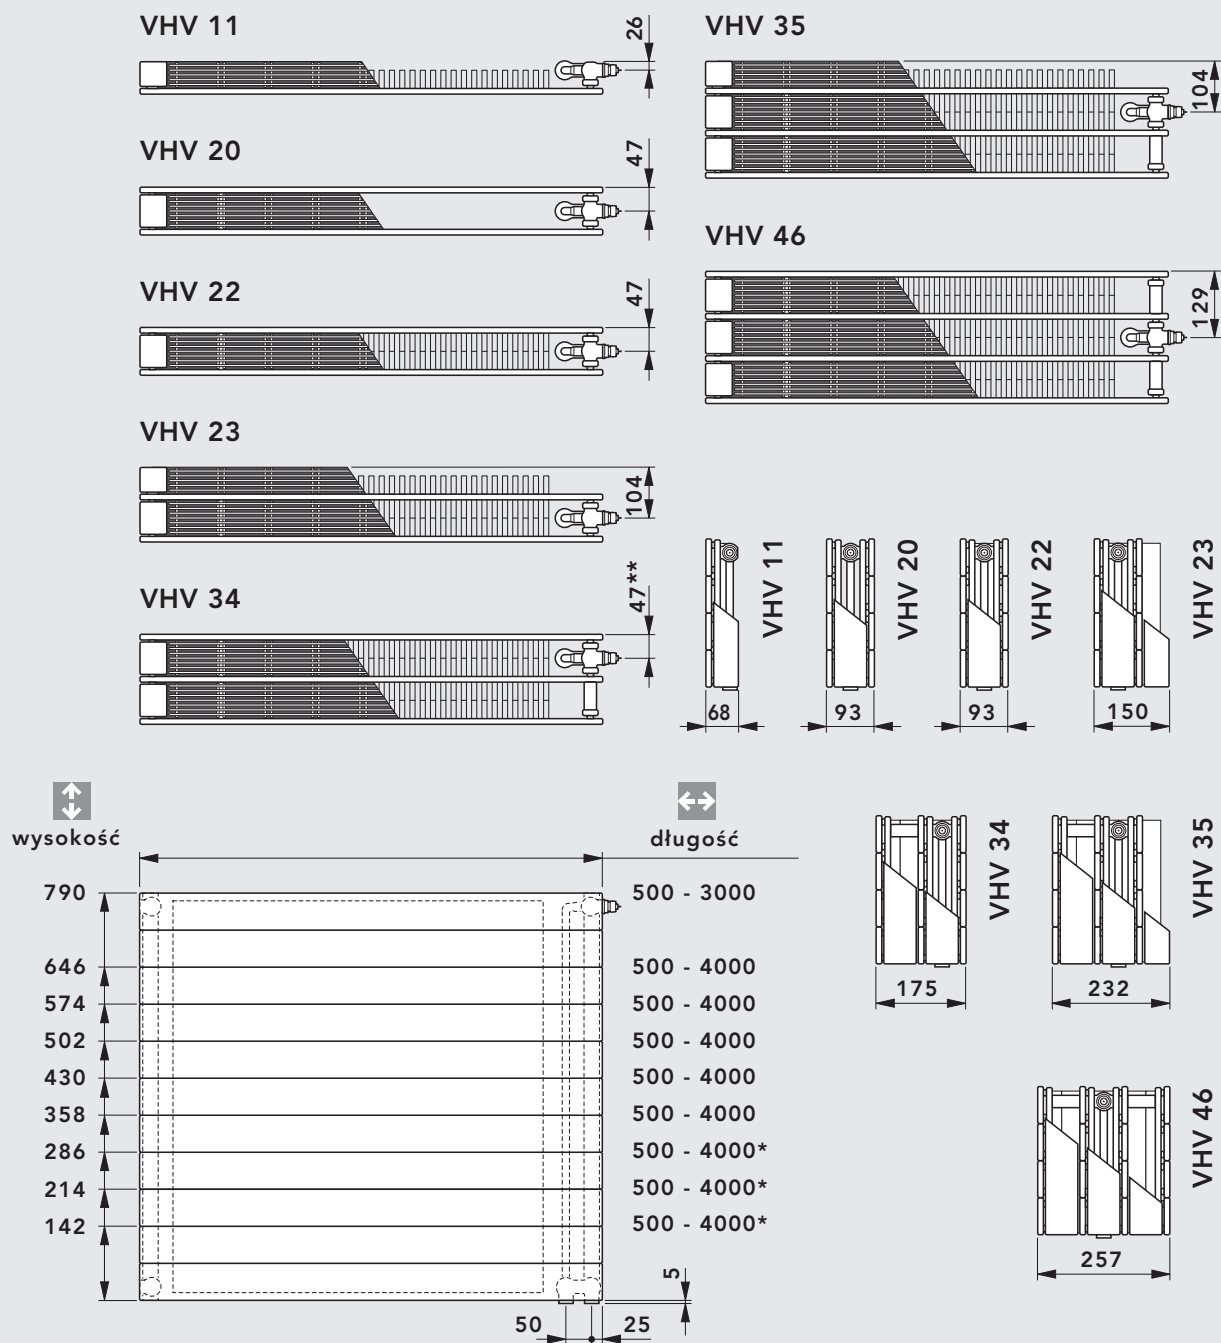 VHV 11
26
VHV 20
47
VHV 22
47
VHV 23
104
VHV 34
47**
VHV 35
104
VHV 46
129
VHV 11
68
VHV 20
93
VHV 22
93
VHV 23
150
VHV 34
175
VHV 35
232
VHV 46
257
wysokość
długość
790
500 - 3000
646
500 - 4000
574
500 - 4000
502
500 - 4000
430
500 - 4000
358
500 - 4000
286
500 - 4000*
214
500 - 4000*
142
500 - 4000*
5
50
25